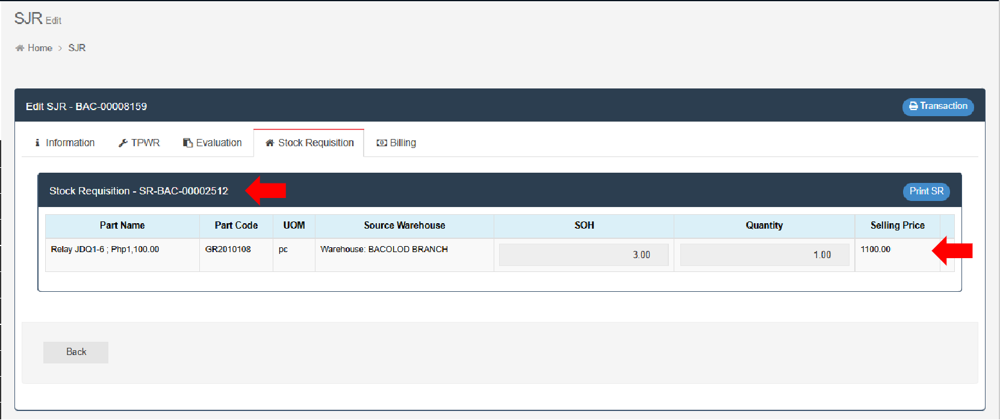 SJR Edit
Home > SJR
Edit SJR - BAC-00008159
Transaction
Information
TPWR
Evaluation
Stock Requisition
Billing
Stock Requisition - SR-BAC-00002512
Print SR
Part Name Part Code UOM Source Warehouse SOH Quantity Selling Price
Relay JDQ1-6 ; Php1,100.00 GR2010108 pc Warehouse: BACOLOD BRANCH 3.00 1.00 1100.00
Back